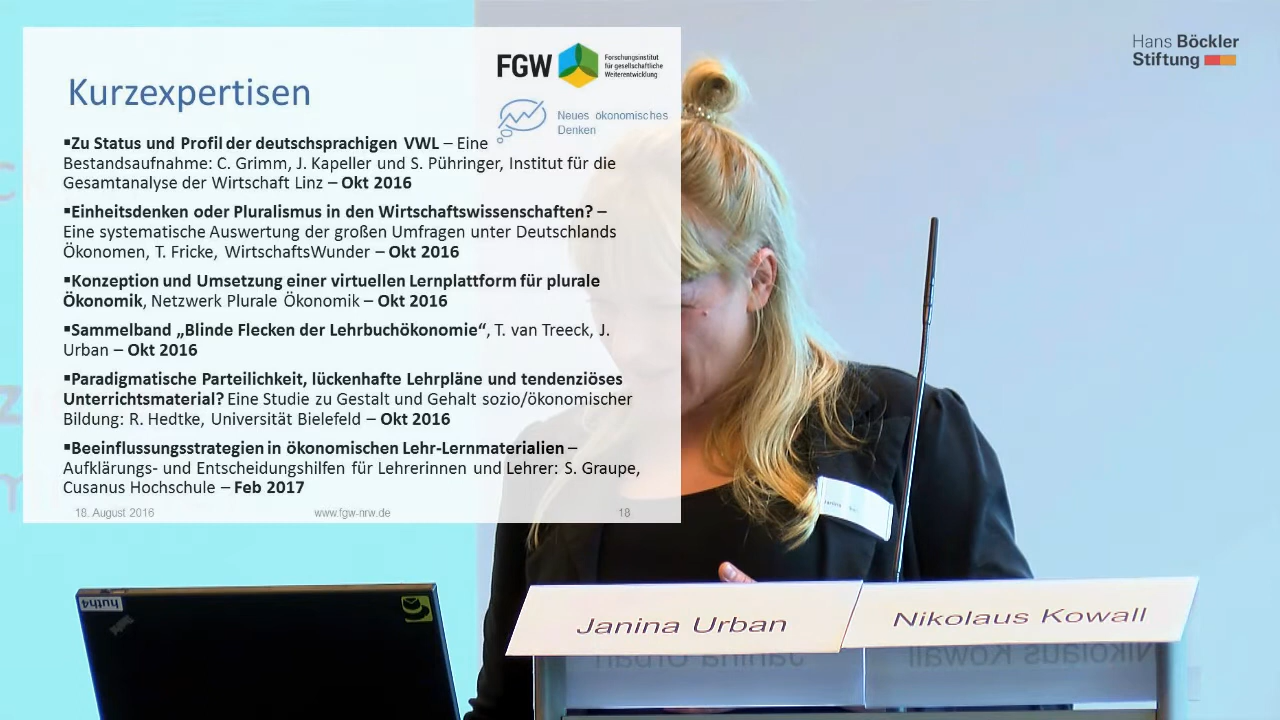 Hans Böckler
Stiftung
FGW
Forschungsinstitut
für gesellschaftliche
Weiterentwicklung
Kurzexpertisen
Neues ökonomisches
Denken
▪Zu Status und Profil der deutschsprachigen VWL – Eine
Bestandsaufnahme: C. Grimm, J. Kapeller und S. Pühringer, Institut für die
Gesamtanalyse der Wirtschaft Linz – Okt 2016
▪Einheitsdenken oder Pluralismus in den Wirtschaftswissenschaften? –
Eine systematische Auswertung der großen Umfragen unter Deutschlands
Ökonomen, T. Fricke, WirtschaftsWunder – Okt 2016
▪Konzeption und Umsetzung einer virtuellen Lernplattform für plurale
Ökonomik, Netzwerk Plurale Ökonomik – Okt 2016
▪Sammelband „Blinde Flecken der Lehrbuchökonomie“, T. van Treeck, J.
Urban – Okt 2016
▪Paradigmatische Parteilichkeit, lückenhafte Lehrpläne und tendenziöses
Unterrichtsmaterial? Eine Studie zu Gestalt und Gehalt sozio/ökonomischer
Bildung: R. Hedtke, Universität Bielefeld – Okt 2016
▪Beeinflussungsstrategien in ökonomischen Lehr-Lernmaterialien –
Aufklärungs- und Entscheidungshilfen für Lehrerinnen und Lehrer: S. Graupe,
Cusanus Hochschule – Feb 2017
18. August 2016 www.fgw-nrw.de 18
huth4
Janina Urban
Nikolaus Kowall